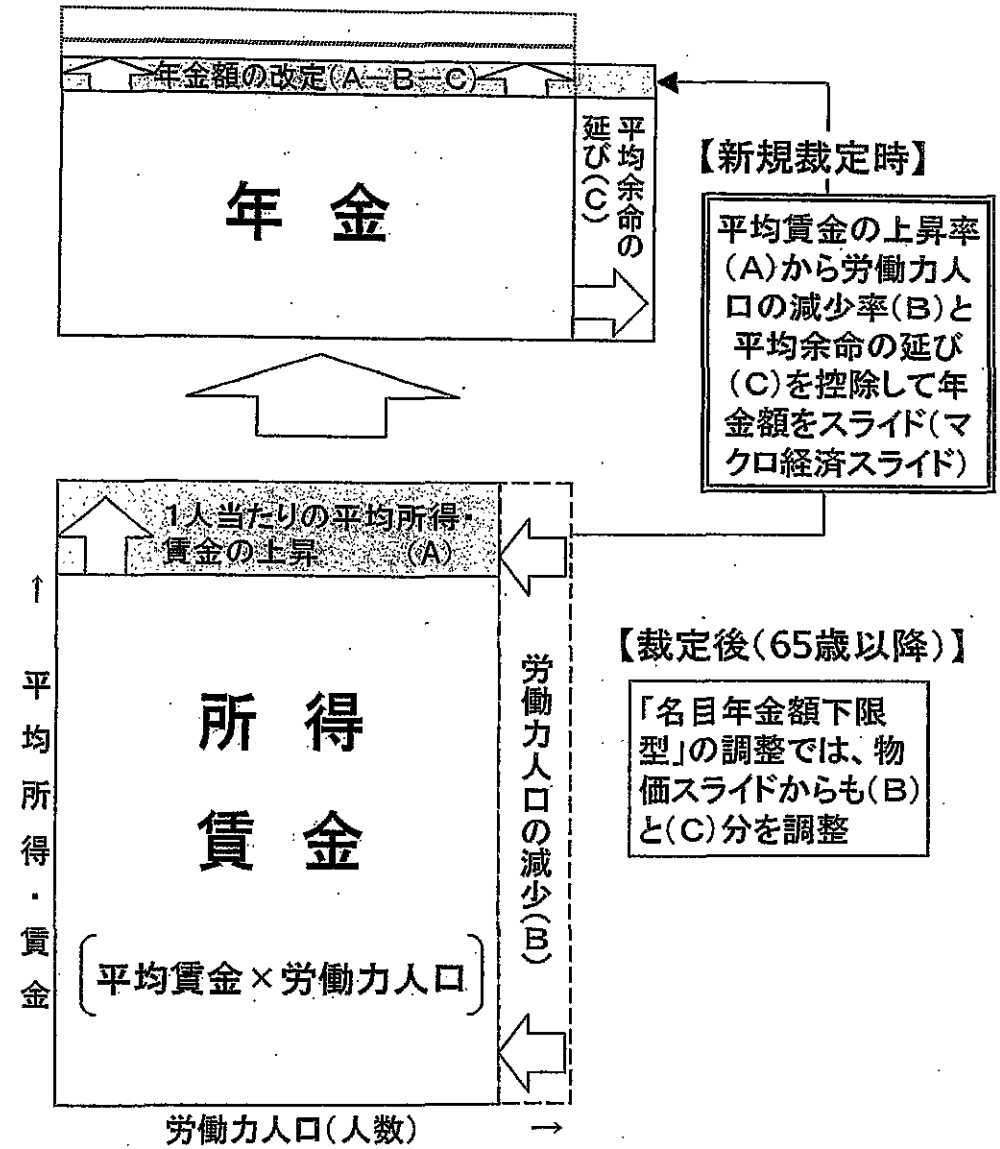 年金額の改定(A－B－C)
年　金
平均余命の
延び(C)
【新規裁定時】
平均賃金の上昇率
(A)から労働力人
口の減少率(B)と
平均余命の延び
(C)を控除して年
金額をスライド(マ
クロ経済スライド)
1人当たりの平均所得・
賃金の上昇　　(A)
↑
平均所得・賃金
所　得
賃　金
平均賃金×労働力人口
労働力人口の減少(B)
【裁定後(65歳以降)】
「名目年金額下限
型」の調整では、物
価スライドからも(B)
と(C)分を調整
労働力人口(人数)　→